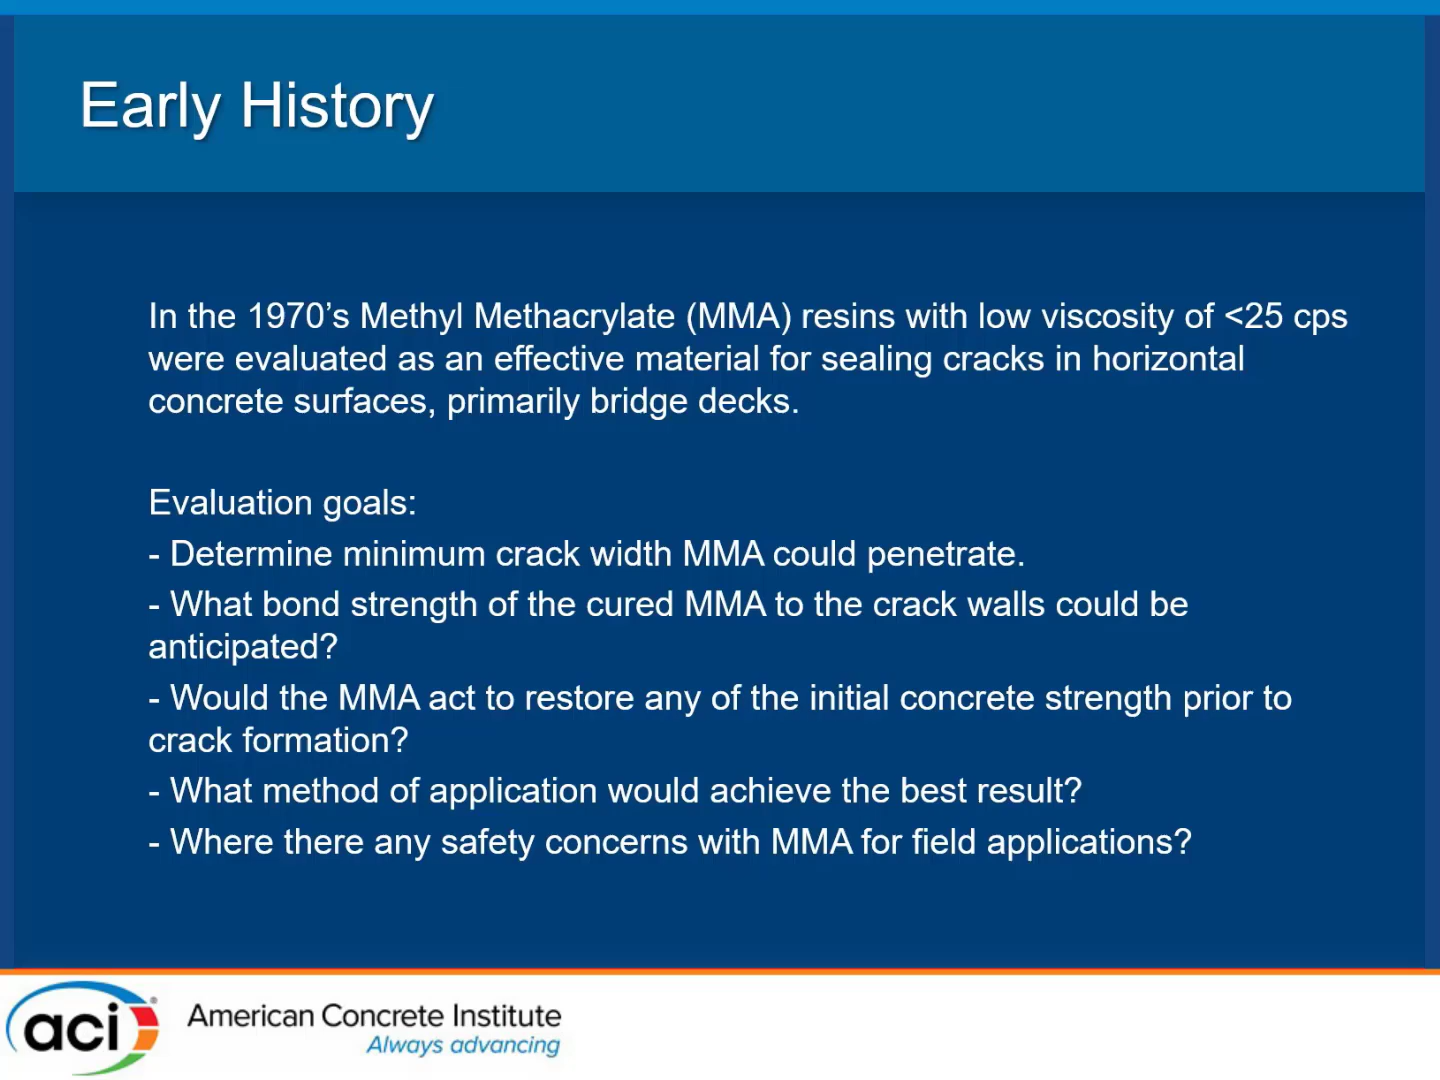 Early History
In the 1970’s Methyl Methacrylate (MMA) resins with low viscosity of <25 cps
were evaluated as an effective material for sealing cracks in horizontal
concrete surfaces, primarily bridge decks.
Evaluation goals:
- Determine minimum crack width MMA could penetrate.
- What bond strength of the cured MMA to the crack walls could be
anticipated?
- Would the MMA act to restore any of the initial concrete strength prior to
crack formation?
- What method of application would achieve the best result?
- Where there any safety concerns with MMA for field applications?
aci®
American Concrete Institute
Always advancing